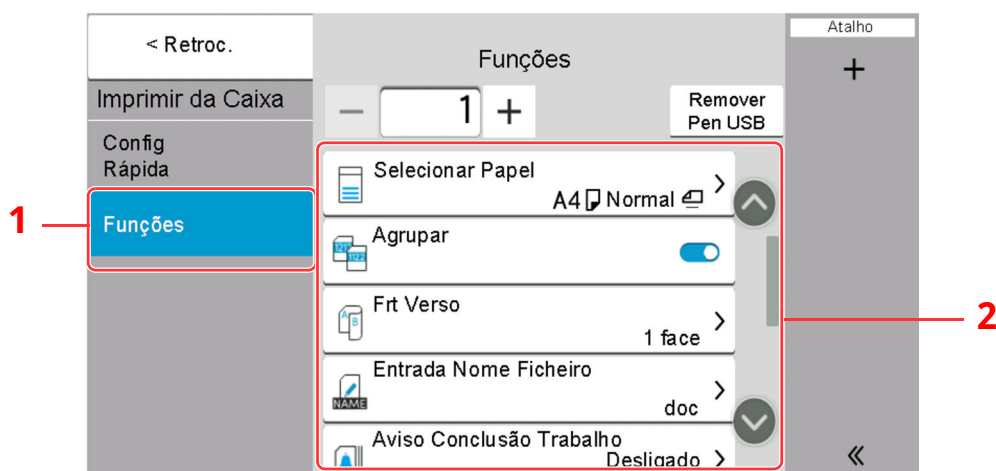 < Retroc.
Imprimir da Caixa
Config
Rápida
Funções
1
Funções
1
Remover
Pen USB
Selecionar Papel
A4 Normal
Agrupar
Frt Verso
1 face
Entrada Nome Ficheiro
NAME
doc
Aviso Conclusão Trabalho
Desligado
2
Atalho